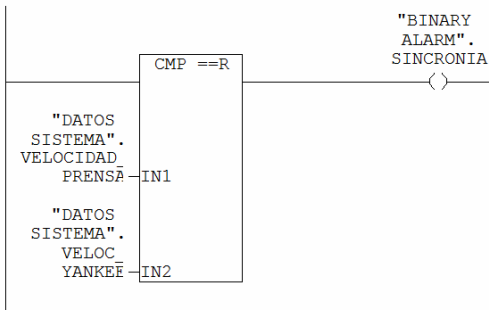 "BINARY
ALARM".
SINCRONIA
CMP ==R
"DATOS
SISTEMA".
VELOCIDAD_
PRENSA
IN1
"DATOS
SISTEMA".
VELOC_
YANKEE
IN2